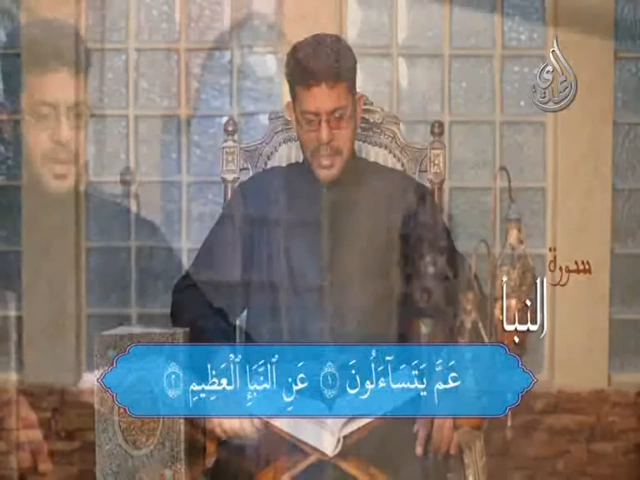 سورة
النبأ
عَمَّ يَتَسَآءَلُونَ ١ عَنِ ٱلنَّبَإِ ٱلْعَظِيمِ ٢